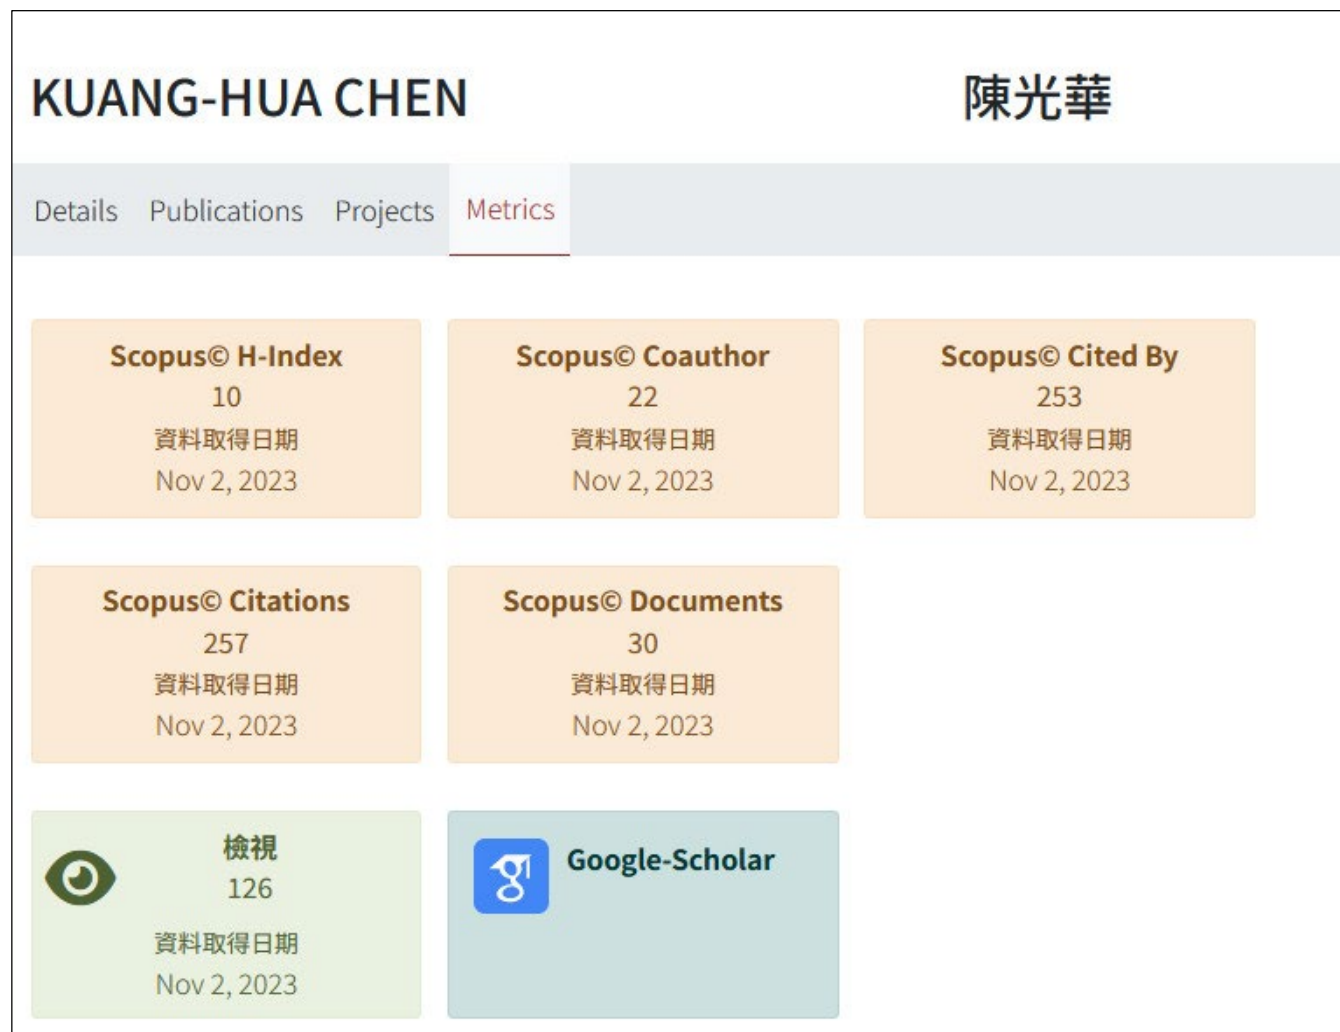 KUANG-HUA CHEN 陳光華
Details Publications Projects Metrics
Scopus© H-Index
10
資料取得日期
Nov 2, 2023
Scopus© Coauthor
22
資料取得日期
Nov 2, 2023
Scopus© Cited By
253
資料取得日期
Nov 2, 2023
Scopus© Citations
257
資料取得日期
Nov 2, 2023
Scopus© Documents
30
資料取得日期
Nov 2, 2023
檢視
126
資料取得日期
Nov 2, 2023
Google-Scholar